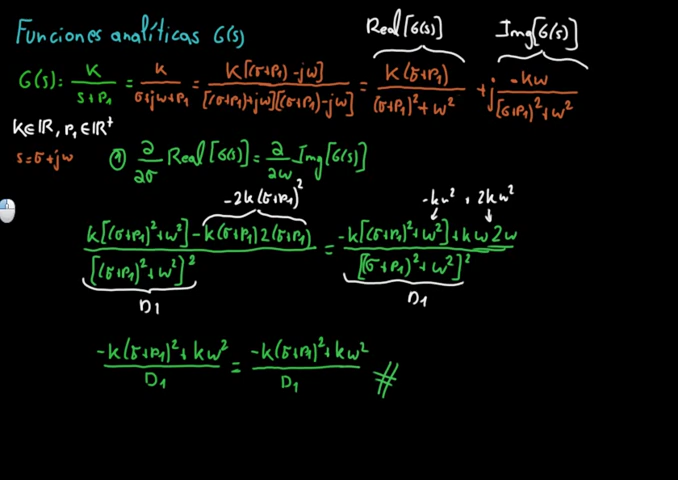 Funciones analíticas G(s)
Real[G(s)] Img[G(s)]
G(s): K/(s+P₁) = K/(σ+jω+P₁) = K[(σ+P₁)-jω]/([(σ+P₁)+jω][(σ+P₁)-jω]) = K(σ+P₁)/((σ+P₁)²+ω²) + j -Kω/((σ+P₁)²+ω²)
K∈ℝ, P₁∈ℝ⁺
s=σ+jω
① ∂/∂σ Real[G(s)] = ∂/∂ω Img[G(s)]
-2K(σ+P₁)² -Kω² + 2Kω²
(K[(σ+P₁)²+ω²]-K(σ+P₁)2(σ+P₁))/[(σ+P₁)²+ω²]² = (-K[(σ+P₁)²+ω²]+Kω2ω)/[(σ+P₁)²+ω²]²
D1 D1
(-K(σ+P₁)²+Kω²)/D1 = (-K(σ+P₁)²+Kω²)/D1 #